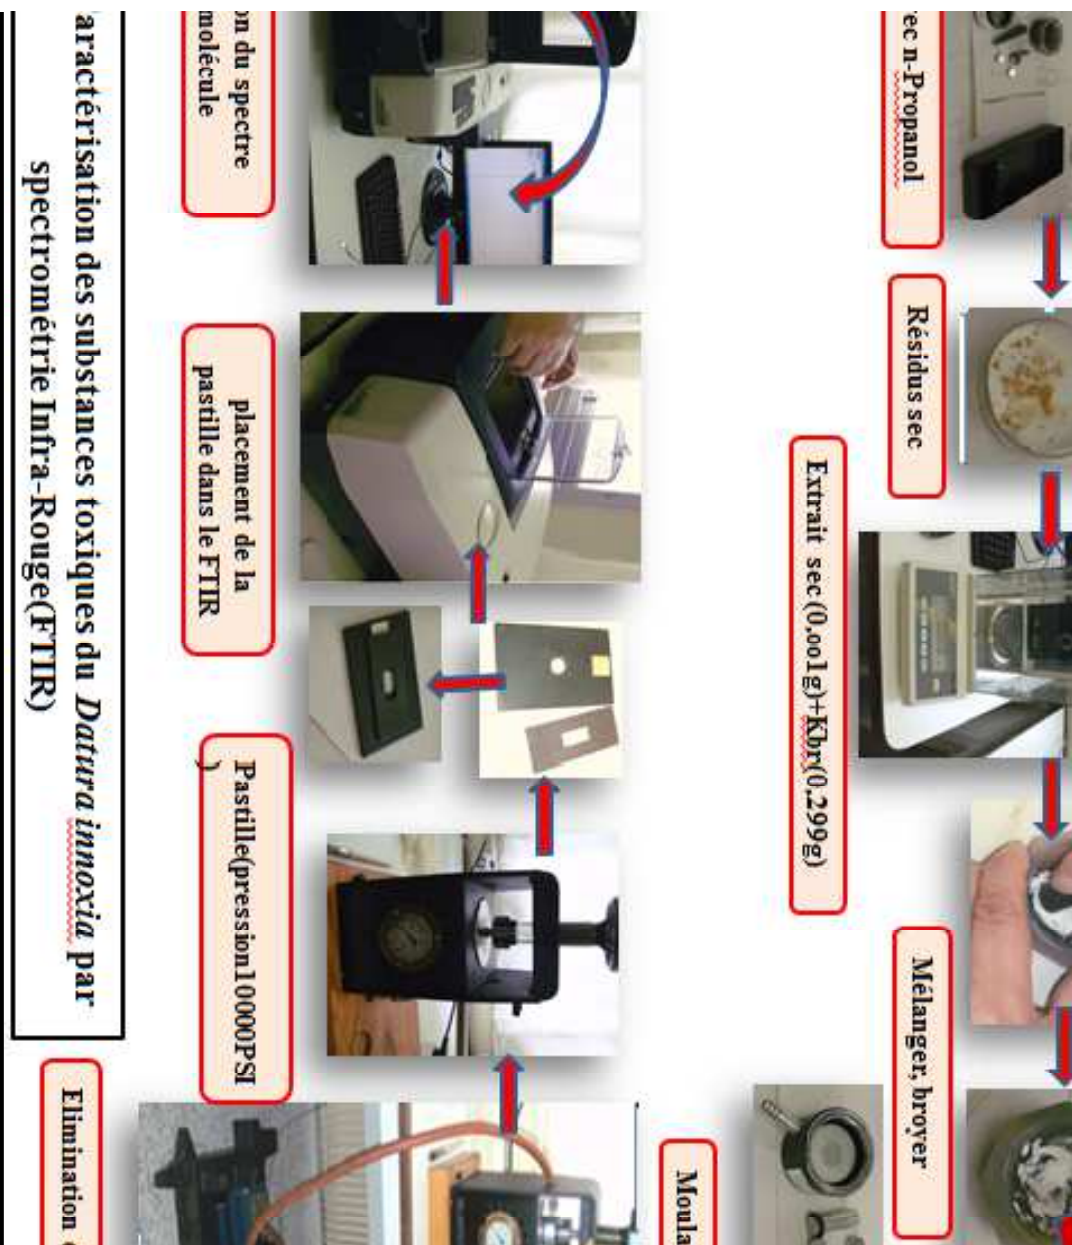 ec n-Propanol
Résidus sec
Extrait sec (0,001g)+Kbr(0,299g)
Mélanger, broyer
Moula
Elimination
Pastille(pression10000PSI
)
placement de la
pastille dans le FTIR
on du spectre
molécule
aractérisation des substances toxiques du Datura innoxia par
spectrométrie Infra-Rouge(FTIR)